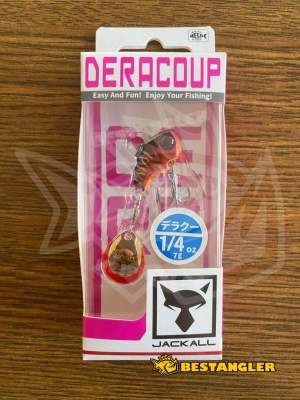 DERACOUP
Easy And Fun! Enjoy Your Fishing!
デラクー
1/4 oz
7g
JACKALL
BESTANGLER